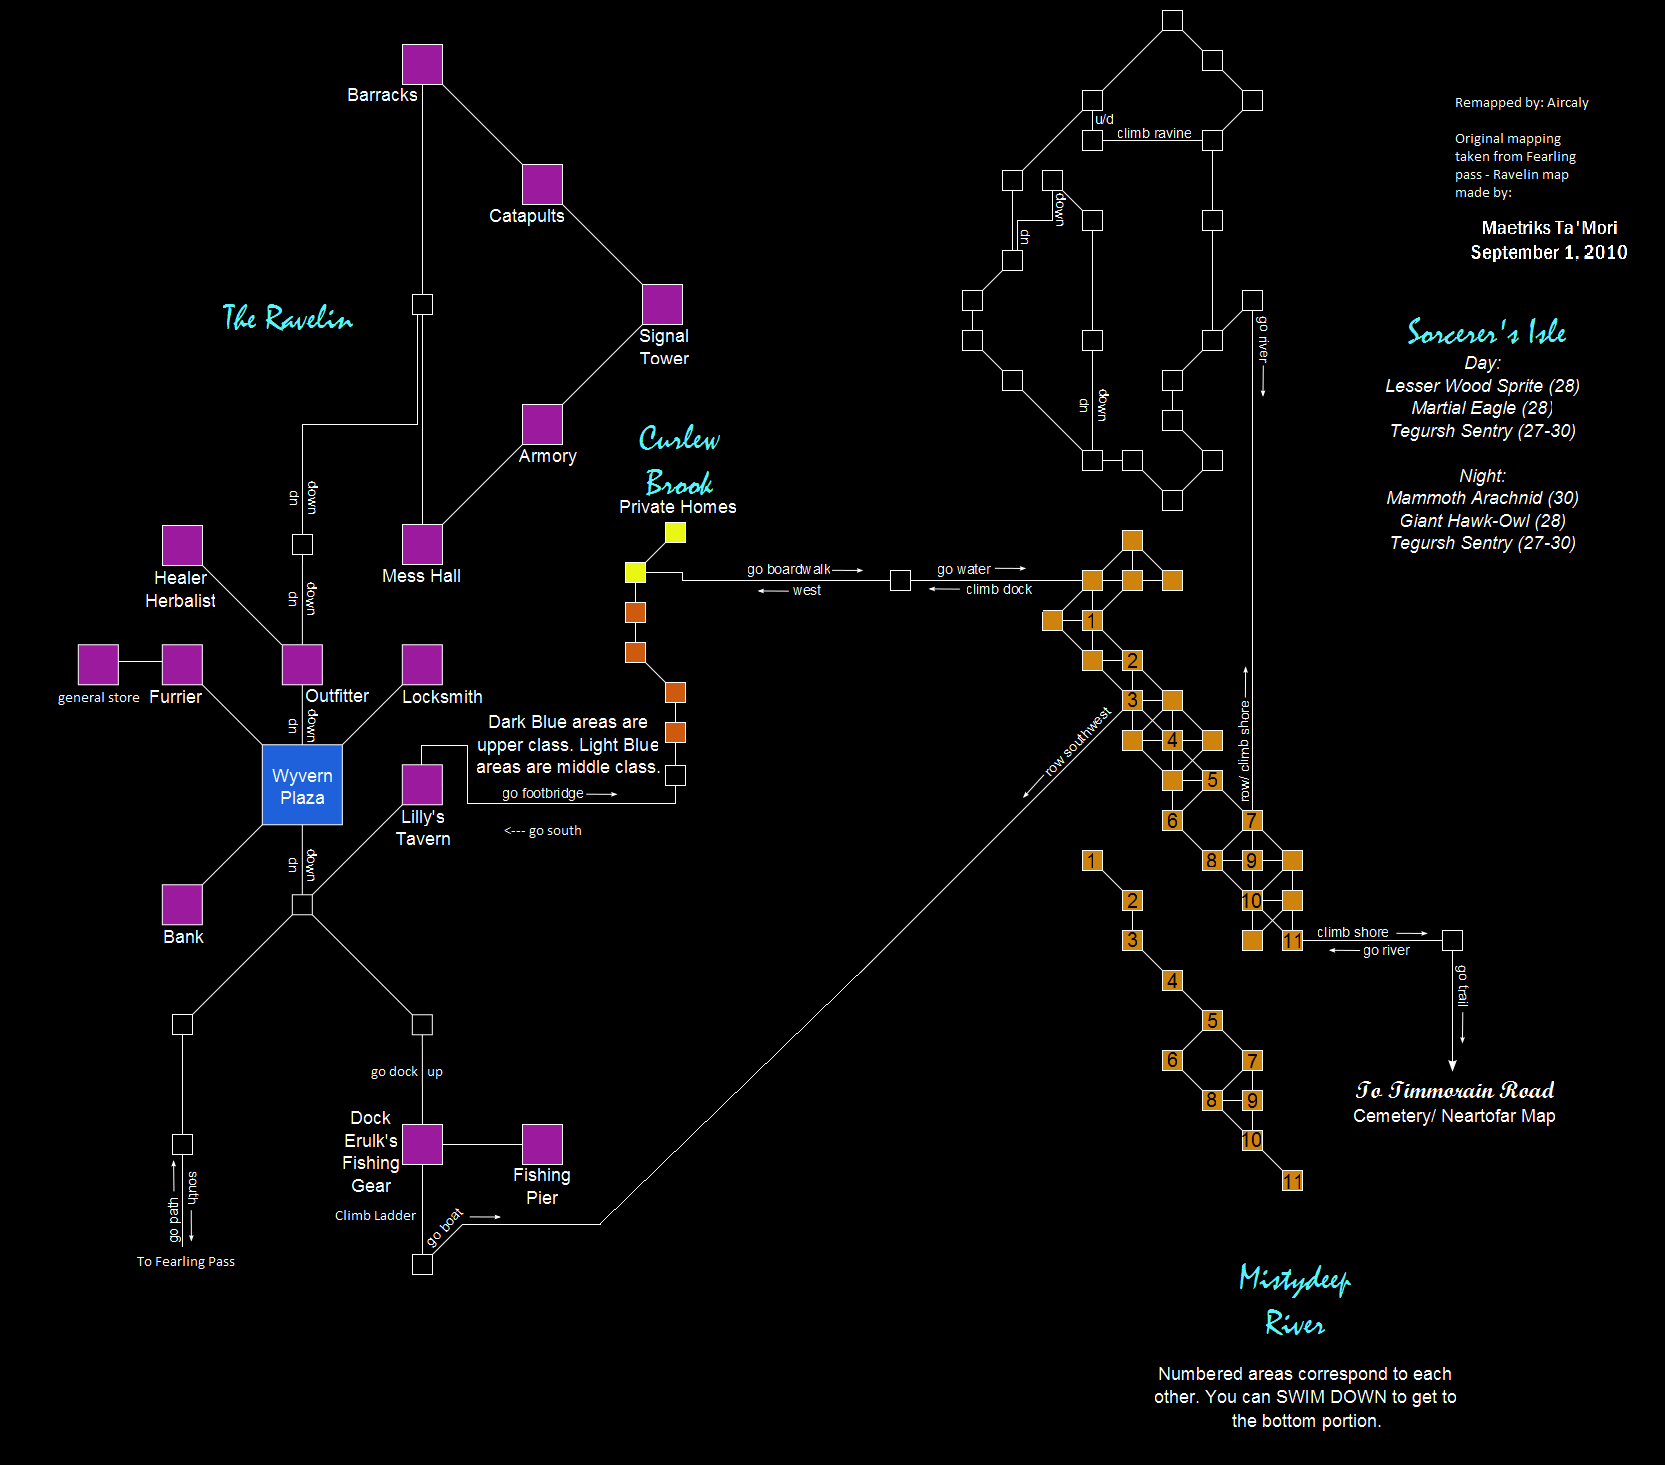 Barracks
Catapults
The Ravelin
Signal
Tower
Armory
Mess Hall
down
dn
Healer
Herbalist
down
dn
general store
Furrier
Outfitter
Locksmith
down
dn
Wyvern
Plaza
Lilly's
Tavern
down
dn
Bank
Dark Blue areas are
upper class. Light Blue
areas are middle class.
go footbridge
<--- go south
go dock
up
Dock
Erulk's
Fishing
Gear
Fishing
Pier
Climb Ladder
go boat
go path
south
To Fearling Pass
Curlew
Brook
Private Homes
go boardwalk
west
go water
climb dock
row southwest
u/d
climb ravine
down
dn
down
dn
go river
row/ climb shore
1
2
3
4
5
6
7
8
9
10
11
climb shore
go river
go trail
To Timmorain Road
Cemetery/ Neartofar Map
1
2
3
4
5
6
7
8
9
10
11
Remapped by: Aircaly
Original mapping
taken from Fearling
pass - Ravelin map
made by:
Maetriks Ta'Mori
September 1, 2010
Sorcerer's Isle
Day:
Lesser Wood Sprite (28)
Martial Eagle (28)
Tegursh Sentry (27-30)
Night:
Mammoth Arachnid (30)
Giant Hawk-Owl (28)
Tegursh Sentry (27-30)
Mistydeep
River
Numbered areas correspond to each
other. You can SWIM DOWN to get to
the bottom portion.